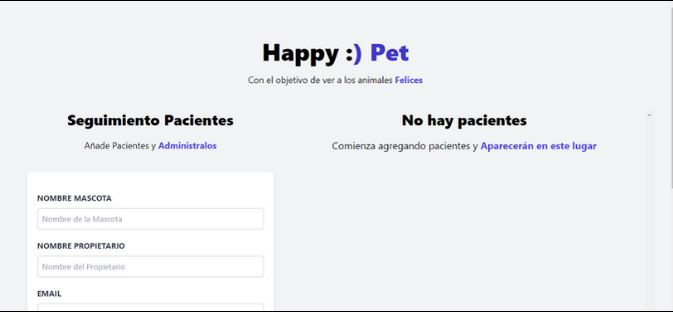 Happy :) Pet
Con el objetivo de ver a los animales Felices
Seguimiento Pacientes
Añade Pacientes y Administralos
NOMBRE MASCOTA
Nombre de la Mascota
NOMBRE PROPIETARIO
Nombre del Propietario
EMAIL
No hay pacientes
Comienza agregando pacientes y Aparecerán en este lugar